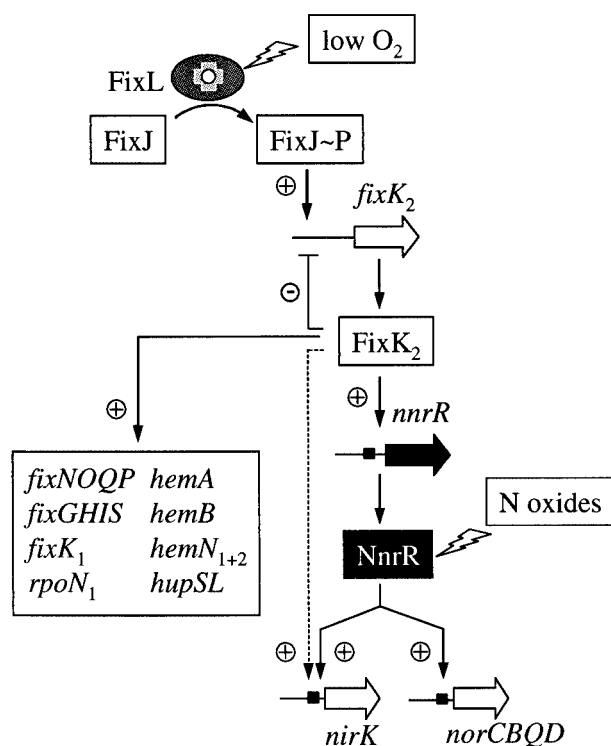 low O₂
FixL
FixJ
FixJ~P
⊕
fixK₂
⊖
FixK₂
⊕
⊕
nnrR
fixNOQP hemA
fixGHIS hemB
fixK₁ hemN₁₊₂
rpoN₁ hupSL
N oxides
NnrR
⊕ ⊕ ⊕
nirK
norCBQD